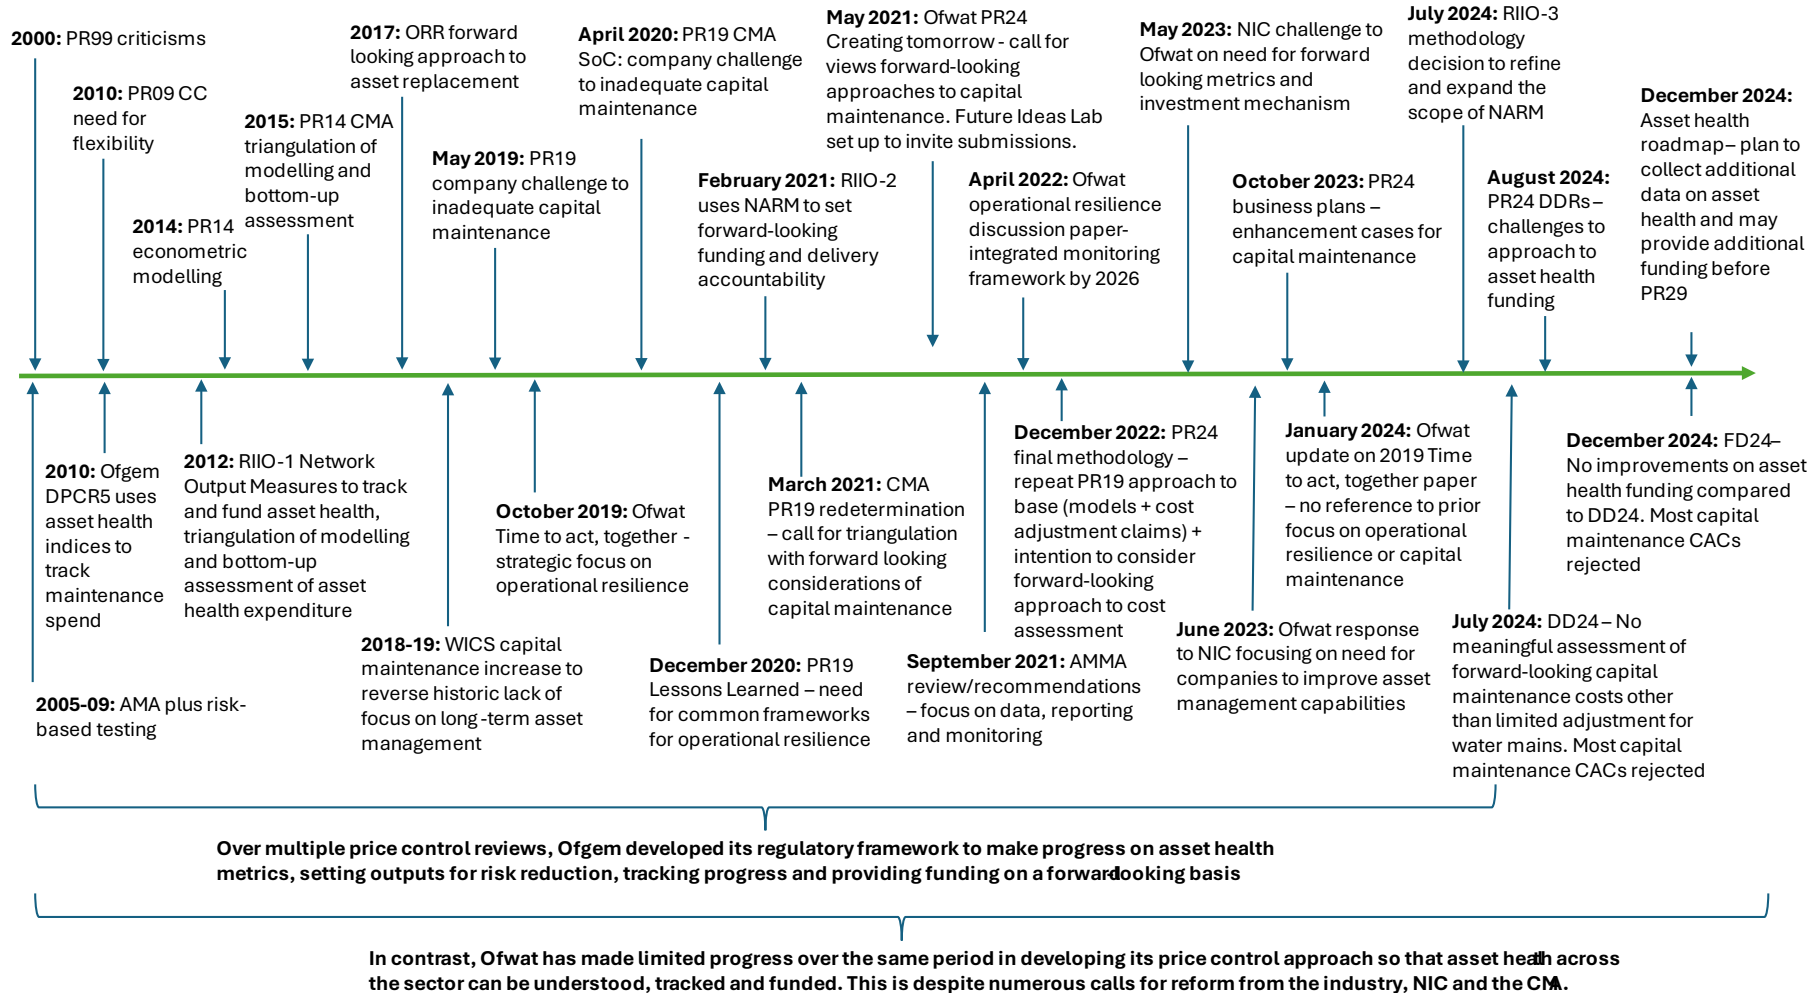 2000: PR99 criticisms
2010: PR09 CC
need for
flexibility
2014: PR14
econometric
modelling
2015: PR14 CMA
triangulation of
modelling and
bottom-up
assessment
2017: ORR forward
looking approach to
asset replacement
May 2019: PR19
company challenge to
inadequate capital
maintenance
April 2020: PR19 CMA
SoC: company challenge
to inadequate capital
maintenance
February 2021: RIIO-2
uses NARM to set
forward-looking
funding and delivery
accountability
May 2021: Ofwat PR24
Creating tomorrow - call for
views forward-looking
approaches to capital
maintenance. Future Ideas Lab
set up to invite submissions.
April 2022: Ofwat
operational resilience
discussion paper-
integrated monitoring
framework by 2026
May 2023: NIC challenge to
Ofwat on need for forward
looking metrics and
investment mechanism
October 2023: PR24
business plans –
enhancement cases for
capital maintenance
July 2024: RIIO-3
methodology
decision to refine
and expand the
scope of NARM
August 2024:
PR24 DDRs –
challenges to
approach to
asset health
funding
December 2024:
Asset health
roadmap– plan to
collect additional
data on asset
health and may
provide additional
funding before
PR29
2005-09: AMA plus risk-
based testing
2010: Ofgem
DPCR5 uses
asset health
indices to
track
maintenance
spend
2012: RIIO-1 Network
Output Measures to track
and fund asset health,
triangulation of modelling
and bottom-up
assessment of asset
health expenditure
2018-19: WICS capital
maintenance increase to
reverse historic lack of
focus on long-term asset
management
October 2019: Ofwat
Time to act, together -
strategic focus on
operational resilience
December 2020: PR19
Lessons Learned – need
for common frameworks
for operational resilience
March 2021: CMA
PR19 redetermination
– call for triangulation
with forward looking
considerations of
capital maintenance
September 2021: AMMA
review/recommendations
– focus on data, reporting
and monitoring
December 2022: PR24
final methodology –
repeat PR19 approach to
base (models + cost
adjustment claims) +
intention to consider
forward-looking
approach to cost
assessment
June 2023: Ofwat response
to NIC focusing on need for
companies to improve asset
management capabilities
January 2024: Ofwat
update on 2019 Time
to act, together paper
– no reference to prior
focus on operational
resilience or capital
maintenance
July 2024: DD24 – No
meaningful assessment of
forward-looking capital
maintenance costs other
than limited adjustment for
water mains. Most capital
maintenance CACs rejected
December 2024: FD24–
No improvements on asset
health funding compared
to DD24. Most capital
maintenance CACs
rejected
Over multiple price control reviews, Ofgem developed its regulatory framework to make progress on asset health
metrics, setting outputs for risk reduction, tracking progress and providing funding on a forward-looking basis
In contrast, Ofwat has made limited progress over the same period in developing its price control approach so that asset health across
the sector can be understood, tracked and funded. This is despite numerous calls for reform from the industry, NIC and the CMA.